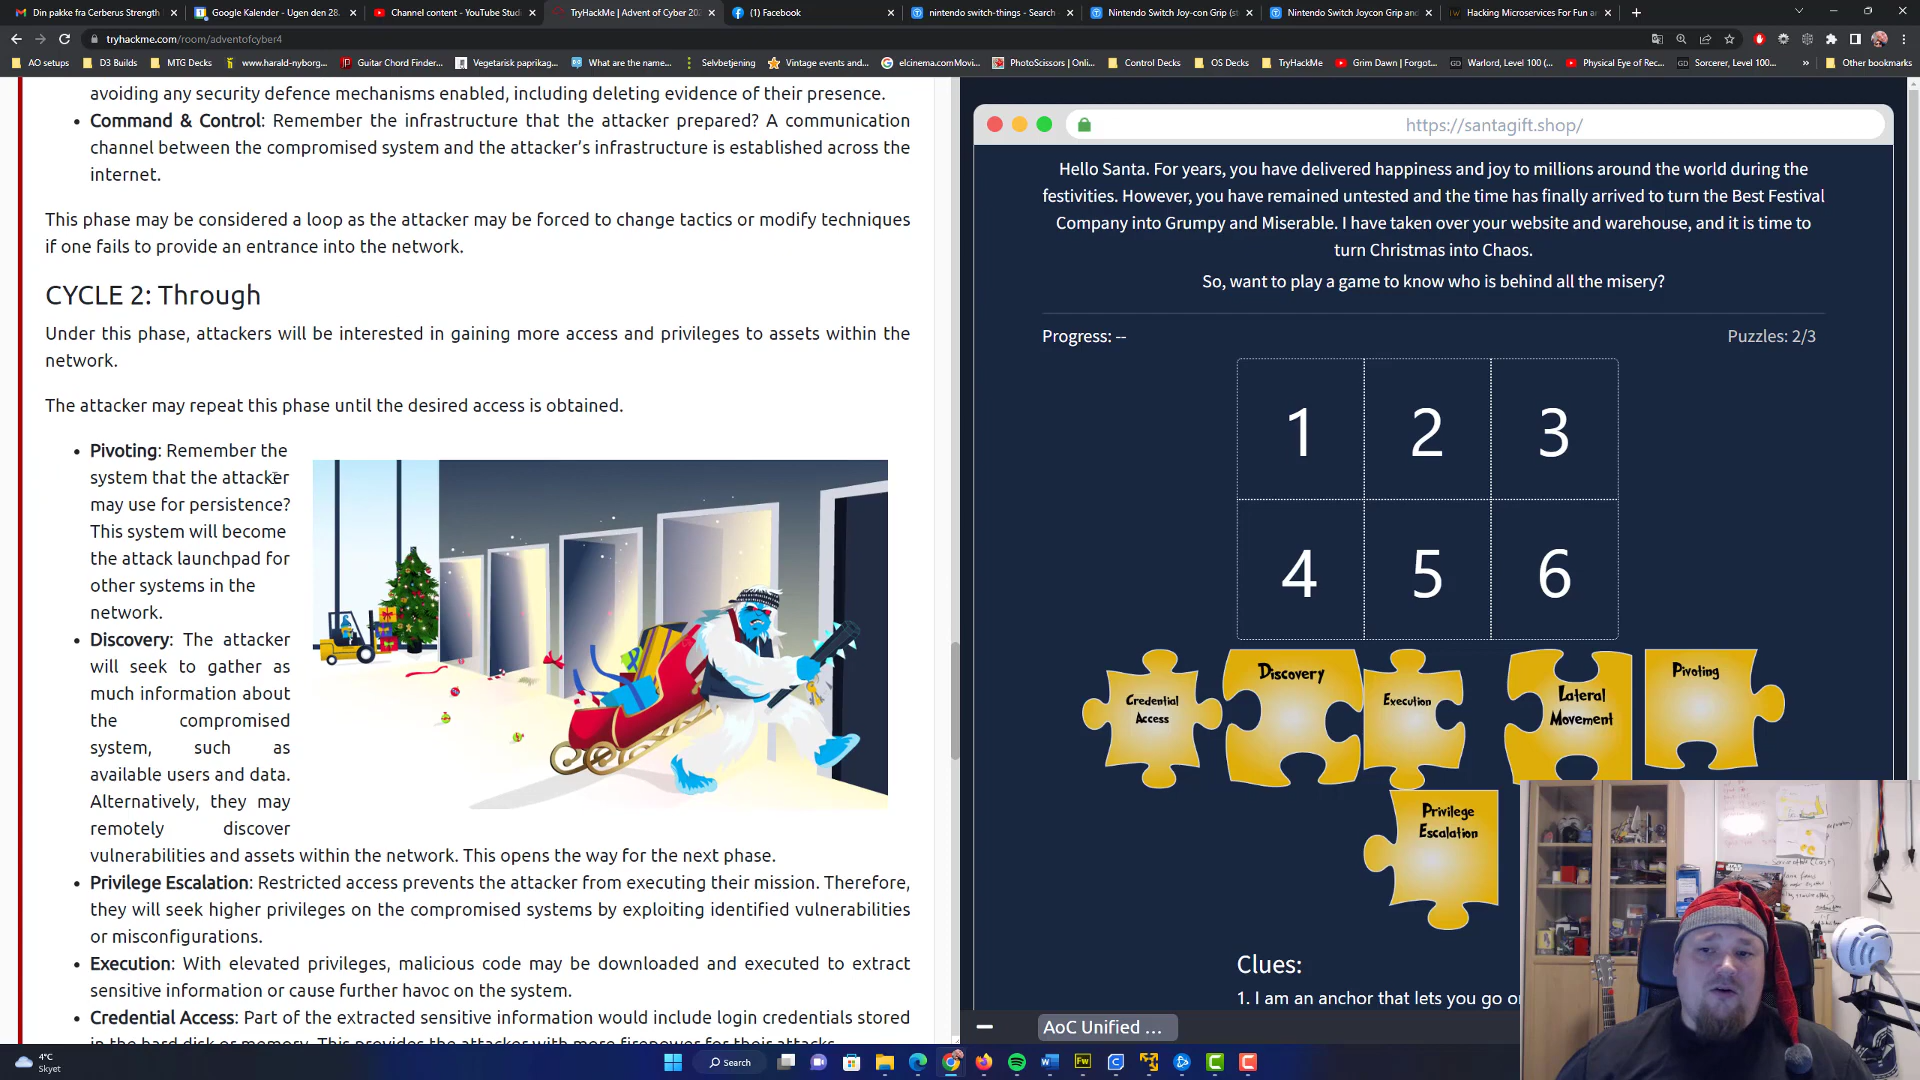 Din pakke fra Cerberus Strength
Google Kalender - Ugen den 28.
Channel content - YouTube Stu
TryHackMe | Advent of Cyber 202
(1) Facebook
nintendo switch-things - Search
Nintendo Switch Joy-con Grip (st
Nintendo Switch Joycon Grip and
Hacking Microservices For Fun an
tryhackme.com/room/adventofcyber4
AO setups
D3 Builds
MTG Decks
www.harald-nyborg...
Guitar Chord Finder...
Vegetarisk paprikag...
What are the name...
Selvbetjening
Vintage events and...
elcinema.comMovi...
PhotoScissors | Onli...
Control Decks
OS Decks
TryHackMe
Grim Dawn | Forgot...
Warlord, Level 100 (...
Physical Eye of Rec...
Sorcerer, Level 100...
Other bookmarks
avoiding any security defence mechanisms enabled, including deleting evidence of their presence.
Command & Control: Remember the infrastructure that the attacker prepared? A communication
channel between the compromised system and the attacker's infrastructure is established across the
internet.
This phase may be considered a loop as the attacker may be forced to change tactics or modify techniques
if one fails to provide an entrance into the network.
CYCLE 2: Through
Under this phase, attackers will be interested in gaining more access and privileges to assets within the
network.
The attacker may repeat this phase until the desired access is obtained.
Pivoting: Remember the
system that the attacker
may use for persistence?
This system will become
the attack launchpad for
other systems in the
network.
Discovery: The attacker
will seek to gather as
much information about
the compromised
system, such as
available users and data.
Alternatively, they may
remotely discover
vulnerabilities and assets within the network. This opens the way for the next phase.
Privilege Escalation: Restricted access prevents the attacker from executing their mission. Therefore,
they will seek higher privileges on the compromised systems by exploiting identified vulnerabilities
or misconfigurations.
Execution: With elevated privileges, malicious code may be downloaded and executed to extract
sensitive information or cause further havoc on the system.
Credential Access: Part of the extracted sensitive information would include login credentials stored
in the hard disk or memory. This provides the attacker with more firepower for their attacks.
https://santagift.shop/
Hello Santa. For years, you have delivered happiness and joy to millions around the world during the
festivities. However, you have remained untested and the time has finally arrived to turn the Best Festival
Company into Grumpy and Miserable. I have taken over your website and warehouse, and it is time to
turn Christmas into Chaos.
So, want to play a game to know who is behind all the misery?
Progress: --
Puzzles: 2/3
1 2 3
4 5 6
Credential
Access
Discovery
Execution
Lateral
Movement
Pivoting
Privilege
Escalation
Clues:
1. I am an anchor that lets you go
AoC Unified ...
4°C
Skyet
Search